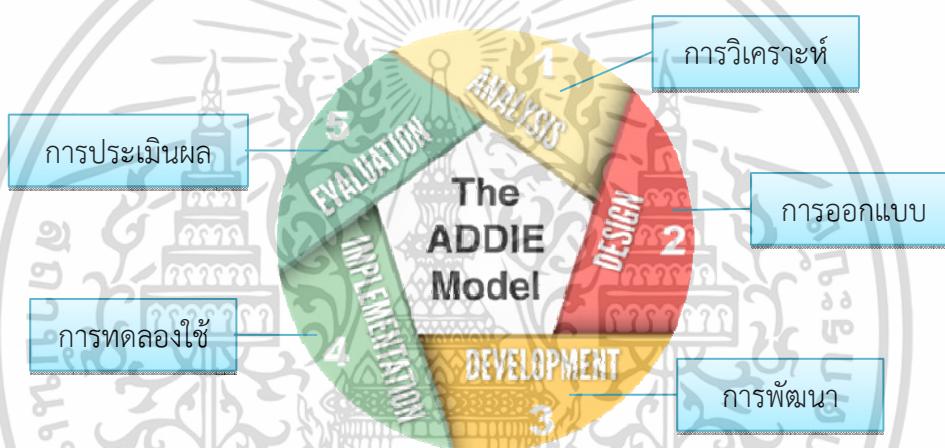 การวิเคราะห์
1
ANALYSIS
การออกแบบ
DESIGN
2
การพัฒนา
DEVELOPMENT
3
การทดลองใช้
IMPLEMENTATION
4
การประเมินผล
5
EVALUATION
The
ADDIE
Model